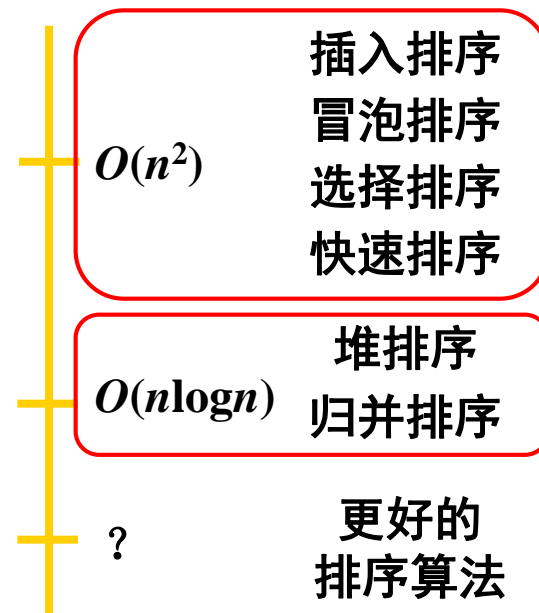 插入排序
冒泡排序
O(n²)
选择排序
快速排序
堆排序
O(nlogn)
归并排序
更好的
？
排序算法